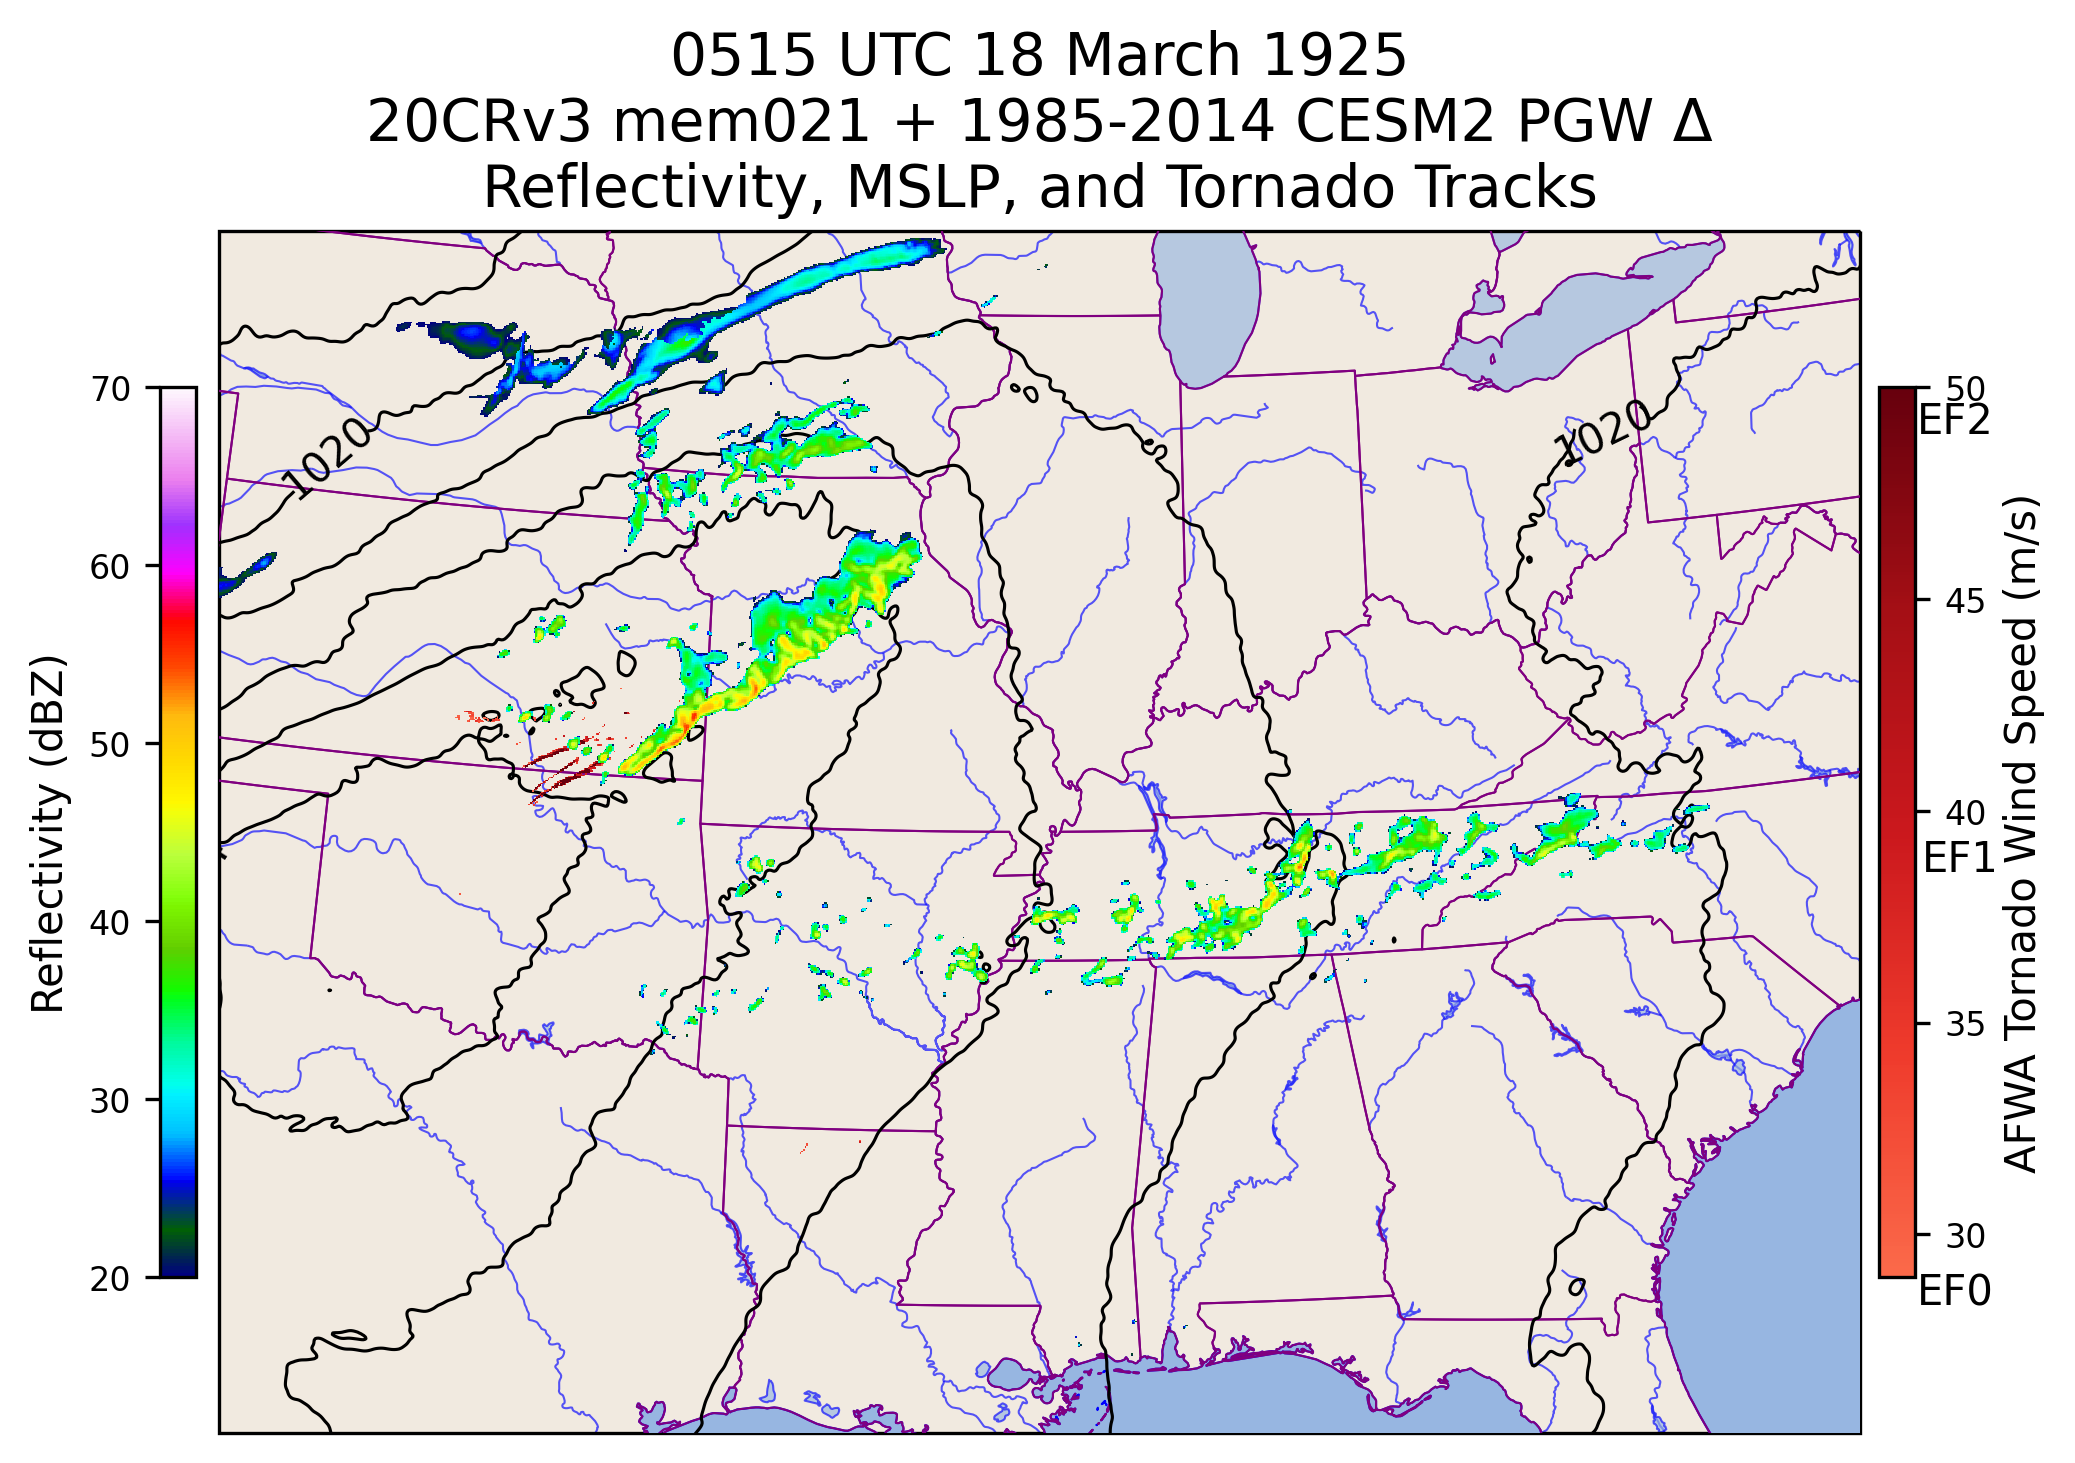 0515 UTC 18 March 1925
20CRv3 mem021 + 1985-2014 CESM2 PGW Δ
Reflectivity, MSLP, and Tornado Tracks
1020
1020
70
60
50
40
30
20
Reflectivity (dBZ)
50
EF2
45
40
EF1
35
30
EF0
AFWA Tornado Wind Speed (m/s)